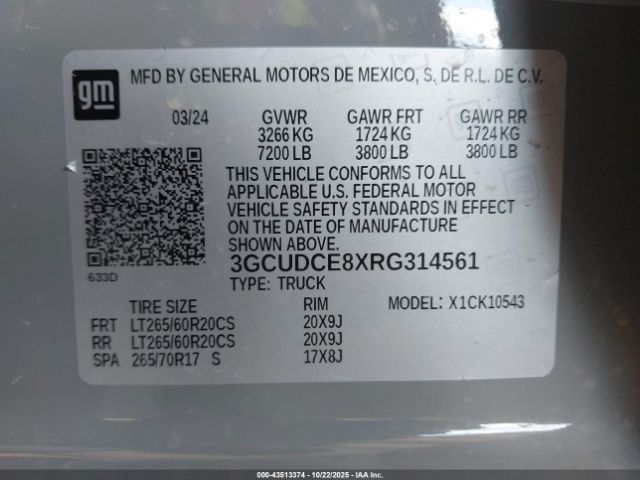 gm
MFD BY GENERAL MOTORS DE MEXICO, S. DE R.L. DE C.V.
03/24 GVWR GAWR FRT GAWR RR
3266 KG 1724 KG 1724 KG
7200 LB 3800 LB 3800 LB
THIS VEHICLE CONFORMS TO ALL
APPLICABLE U.S. FEDERAL MOTOR
VEHICLE SAFETY STANDARDS IN EFFECT
ON THE DATE OF MANUFACTURE
SHOWN ABOVE.
633D
3GCUDCE8XRG314561
TYPE: TRUCK
TIRE SIZE RIM MODEL: X1CK10543
FRT LT265/60R20CS 20X9J
RR LT265/60R20CS 20X9J
SPA 265/70R17 S 17X8J
000-43513374 | 10/22/2025 | IAA Inc.